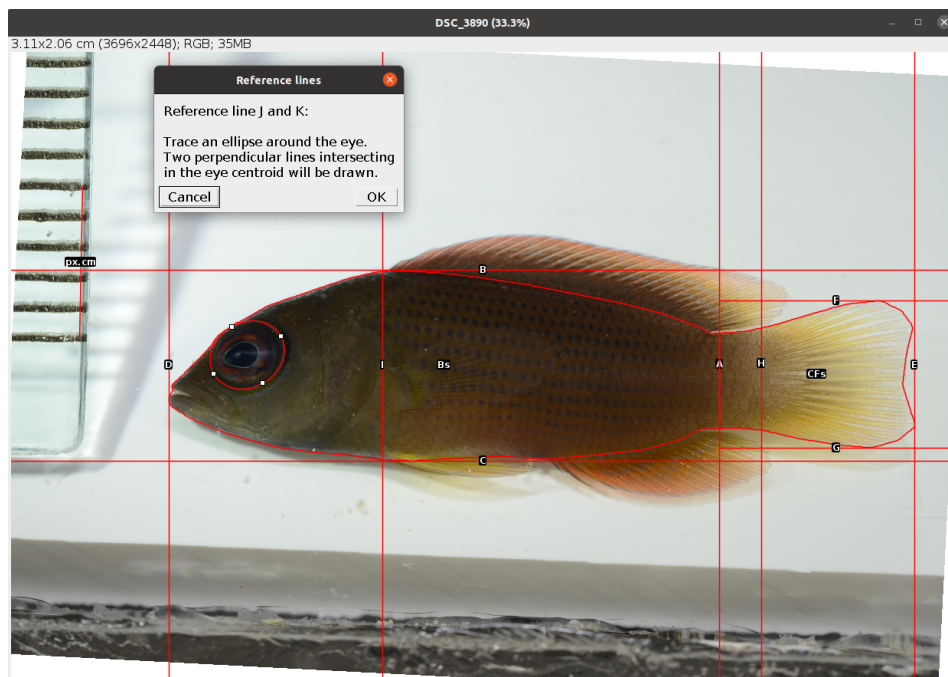 DSC_3890 (33.3%)
3.11x2.06 cm (3696x2448); RGB; 35MB
Reference lines
Reference line J and K:
Trace an ellipse around the eye.
Two perpendicular lines intersecting
in the eye centroid will be drawn.
Cancel OK
px.cm
B
F
D I Bs A H CFs E
G
C